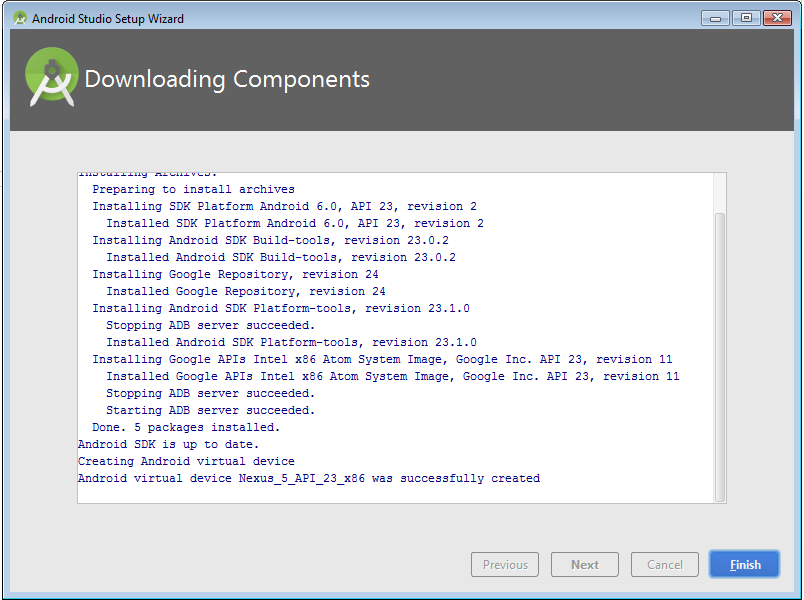 Android Studio Setup Wizard
Downloading Components
Installing Archives:
Preparing to install archives
Installing SDK Platform Android 6.0, API 23, revision 2
Installed SDK Platform Android 6.0, API 23, revision 2
Installing Android SDK Build-tools, revision 23.0.2
Installed Android SDK Build-tools, revision 23.0.2
Installing Google Repository, revision 24
Installed Google Repository, revision 24
Installing Android SDK Platform-tools, revision 23.1.0
Stopping ADB server succeeded.
Installed Android SDK Platform-tools, revision 23.1.0
Installing Google APIs Intel x86 Atom System Image, Google Inc. API 23, revision 11
Installed Google APIs Intel x86 Atom System Image, Google Inc. API 23, revision 11
Stopping ADB server succeeded.
Starting ADB server succeeded.
Done. 5 packages installed.
Android SDK is up to date.
Creating Android virtual device
Android virtual device Nexus_5_API_23_x86 was successfully created
Previous Next Cancel Finish